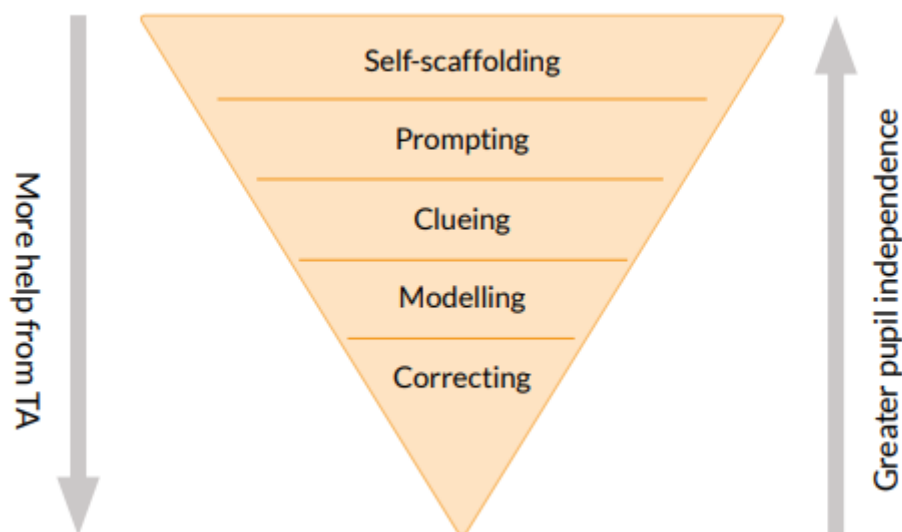 Self-scaffolding
Prompting
Clueing
Modelling
Correcting
More help from TA
Greater pupil independence